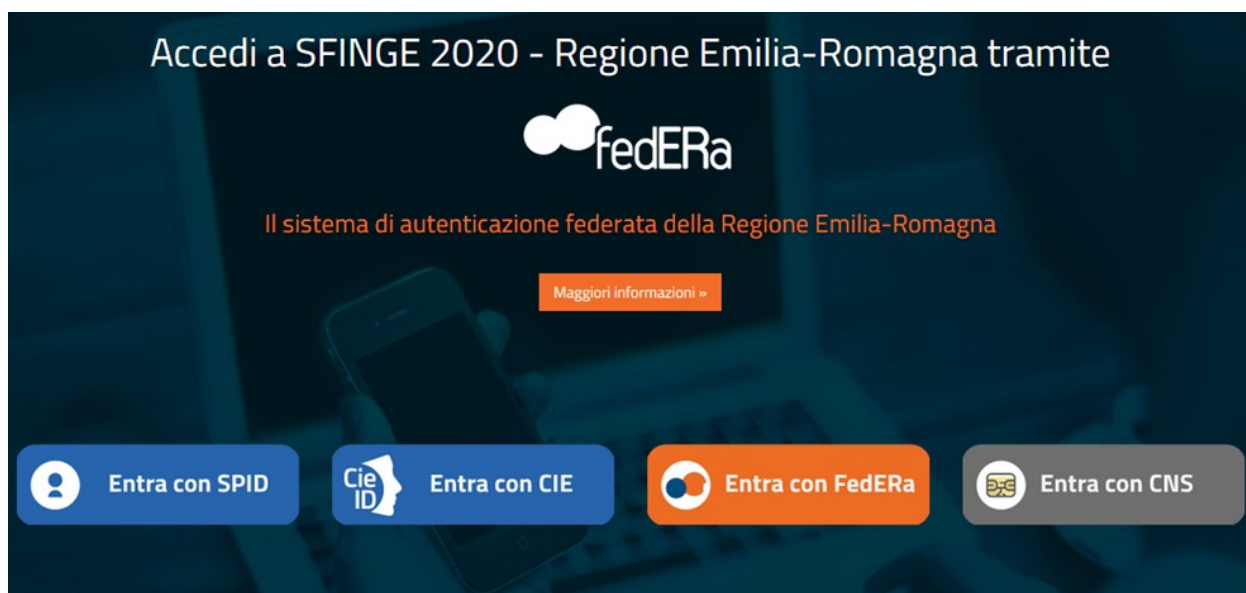 Accedi a SFINGE 2020 - Regione Emilia-Romagna tramite
fedERa
Il sistema di autenticazione federata della Regione Emilia-Romagna
Maggiori informazioni »
Entra con SPID
Cie
ID
Entra con CIE
Entra con FedERa
Entra con CNS